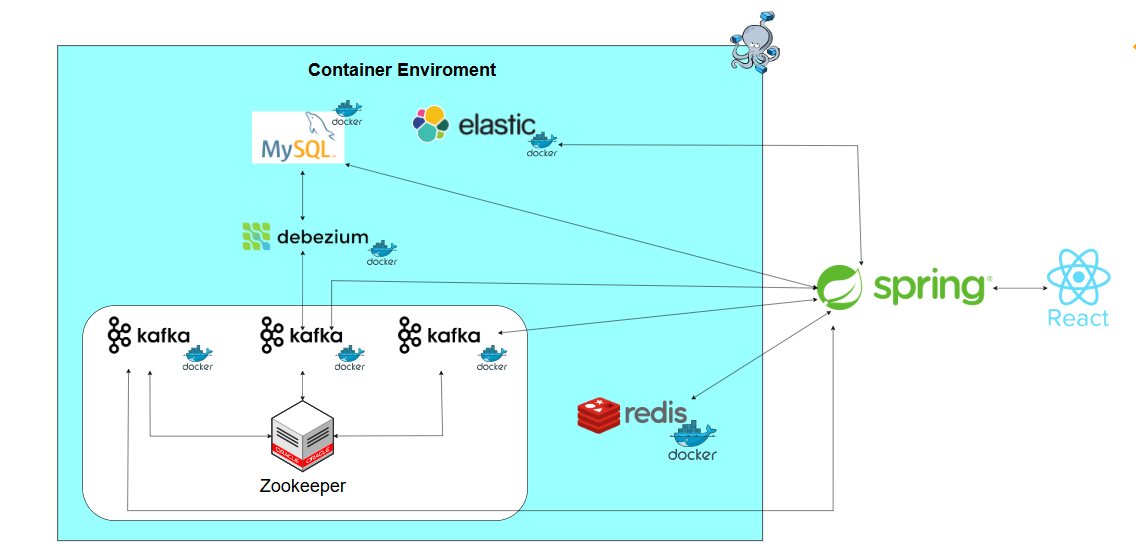 Container Enviroment
MySQL
docker
elastic
docker
debezium
docker
spring
React
kafka
docker
kafka
docker
kafka
docker
redis
docker
ORACLE
ORACLE
Zookeeper